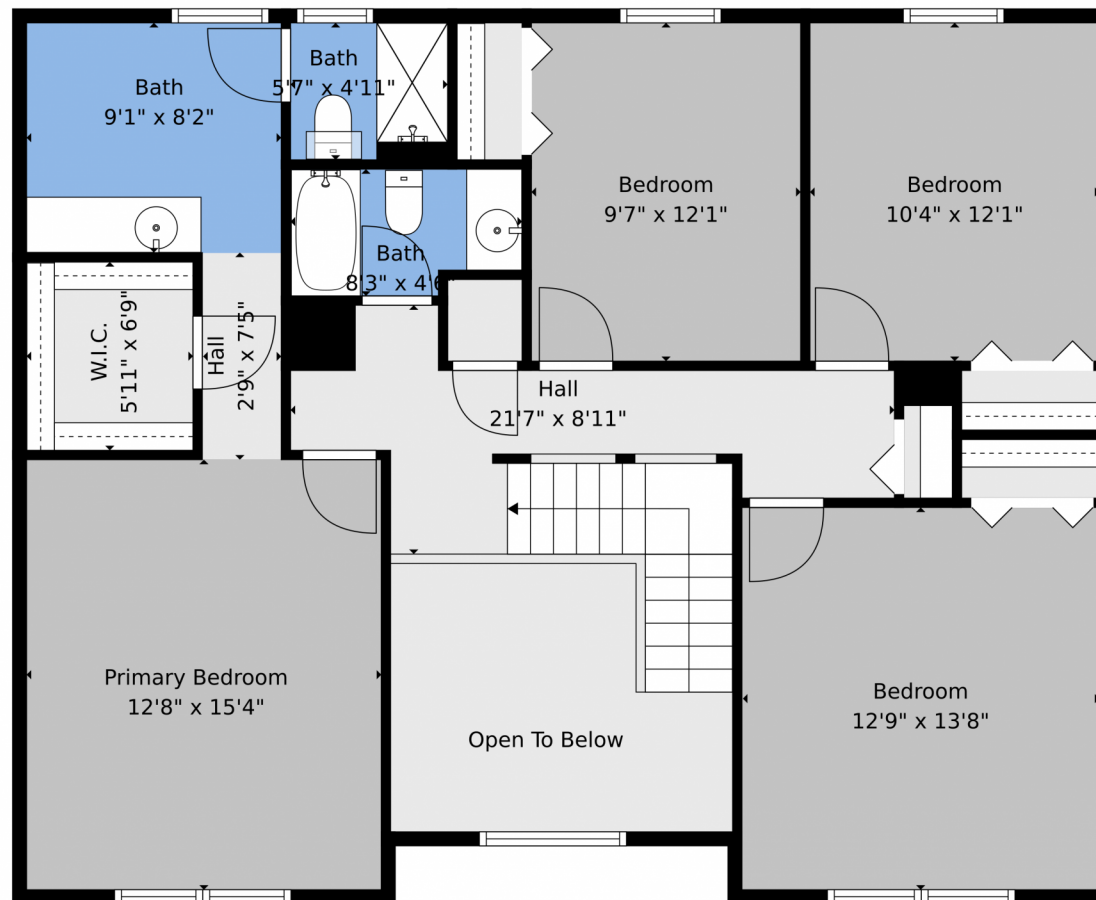 Bath
9'1" x 8'2"
Bath
5'7" x 4'11"
Bedroom
9'7" x 12'1"
Bedroom
10'4" x 12'1"
Bath
8'3" x 4'6"
W.I.C.
5'11" x 6'9"
Hall
2'9" x 7'5"
Hall
21'7" x 8'11"
Primary Bedroom
12'8" x 15'4"
Open To Below
Bedroom
12'9" x 13'8"